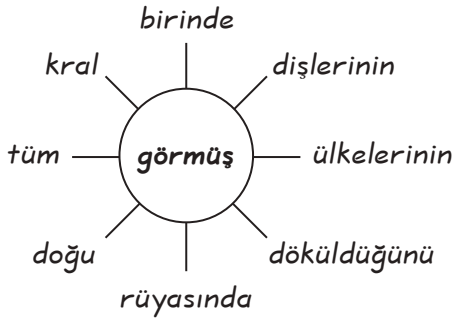 birinde
kral
dişlerinin
tüm
görmüş
ülkelerinin
doğu
döküldüğünü
rüyasında